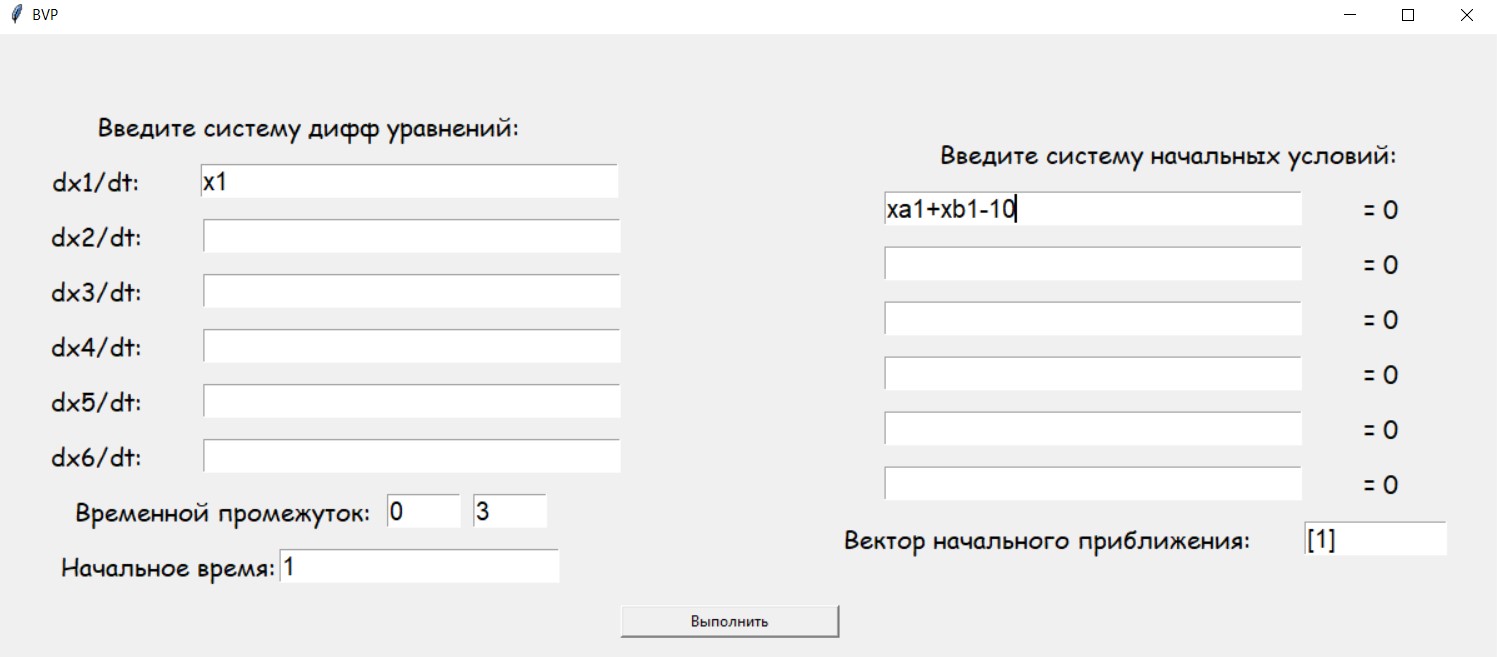 BVP
Введите систему дифф уравнений:
dx1/dt: x1
dx2/dt:
dx3/dt:
dx4/dt:
dx5/dt:
dx6/dt:
Временной промежуток: 0 3
Начальное время: 1
Введите систему начальных условий:
xa1+xb1-10 = 0
= 0
= 0
= 0
= 0
= 0
Вектор начального приближения: [1]
Выполнить